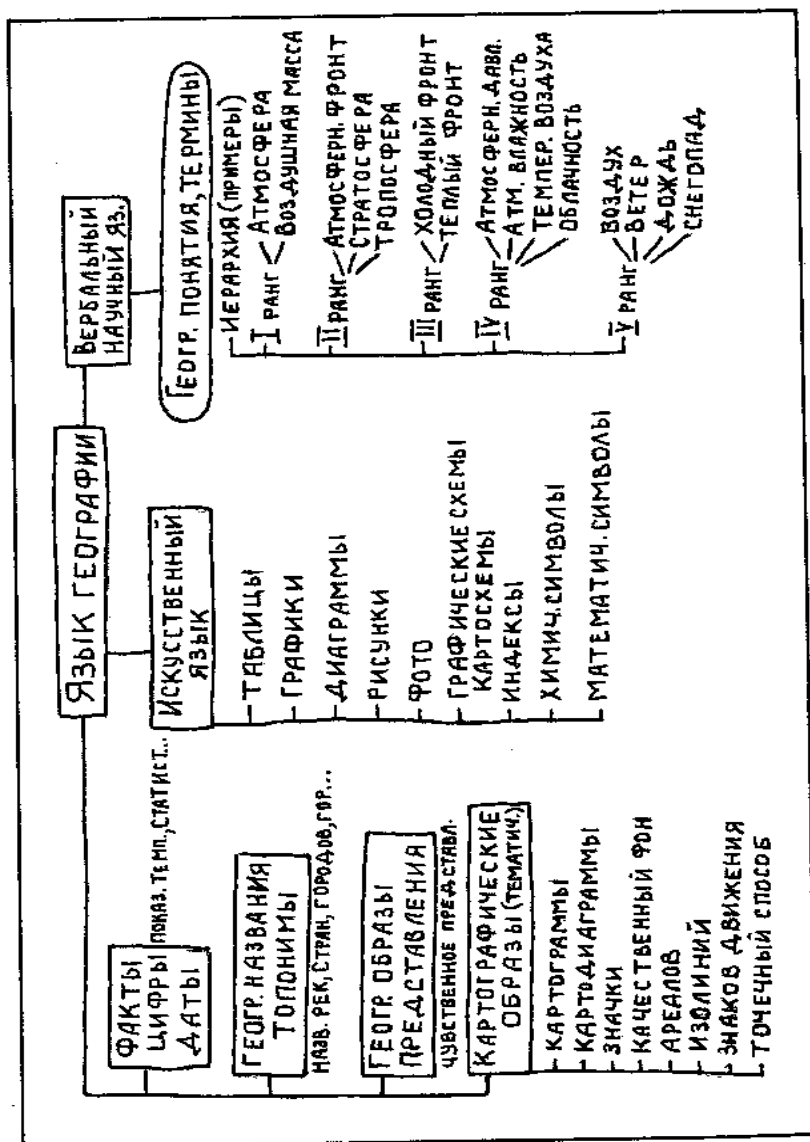 ЯЗЫК ГЕОГРАФИИ
ФАКТЫ
ЦИФРЫ
ДАТЫ
ПОКАЗ. ТЕМП., СТАТИСТ...
ГЕОГР. НАЗВАНИЯ
ТОПОНИМЫ
НАЗВ. РЕК, СТРАН, ГОРОДОВ, ГОР...
ГЕОГР. ОБРАЗЫ
ПРЕДСТАВЛЕНИЯ
ЧУВСТВЕННОЕ ПРЕДСТАВЛ.
КАРТОГРАФИЧЕСКИЕ
ОБРАЗЫ (ТЕМАТИЧ.)
КАРТОГРАММЫ
КАРТОДИАГРАММЫ
ЗНАЧКИ
КАЧЕСТВЕННЫЙ ФОН
АРЕАЛОВ
ИЗОЛИНИЙ
ЗНАКОВ ДВИЖЕНИЯ
ТОЧЕЧНЫЙ СПОСОБ
ИСКУССТВЕННЫЙ
ЯЗЫК
ТАБЛИЦЫ
ГРАФИКИ
ДИАГРАММЫ
РИСУНКИ
ФОТО
ГРАФИЧЕСКИЕ СХЕМЫ
КАРТОСХЕМЫ
ИНДЕКСЫ
ХИМИЧ. СИМВОЛЫ
МАТЕМАТИЧ. СИМВОЛЫ
ВЕРБАЛЬНЫЙ
НАУЧНЫЙ ЯЗ.
ГЕОГР. ПОНЯТИЯ, ТЕРМИНЫ
ИЕРАРХИЯ (ПРИМЕРЫ)
I РАНГ
АТМОСФЕРА
ВОЗДУШНАЯ МАССА
II РАНГ
АТМОСФЕРН. ФРОНТ
СТРАТОСФЕРА
ТРОПОСФЕРА
III РАНГ
ХОЛОДНЫЙ ФРОНТ
ТЕПЛЫЙ ФРОНТ
IV РАНГ
АТМОСФЕРН. ДАВЛ.
АТМ. ВЛАЖНОСТЬ
ТЕМПЕР. ВОЗДУХА
ОБЛАЧНОСТЬ
V РАНГ
ВОЗДУХ
ВЕТЕР
ДОЖДЬ
СНЕГОПАД